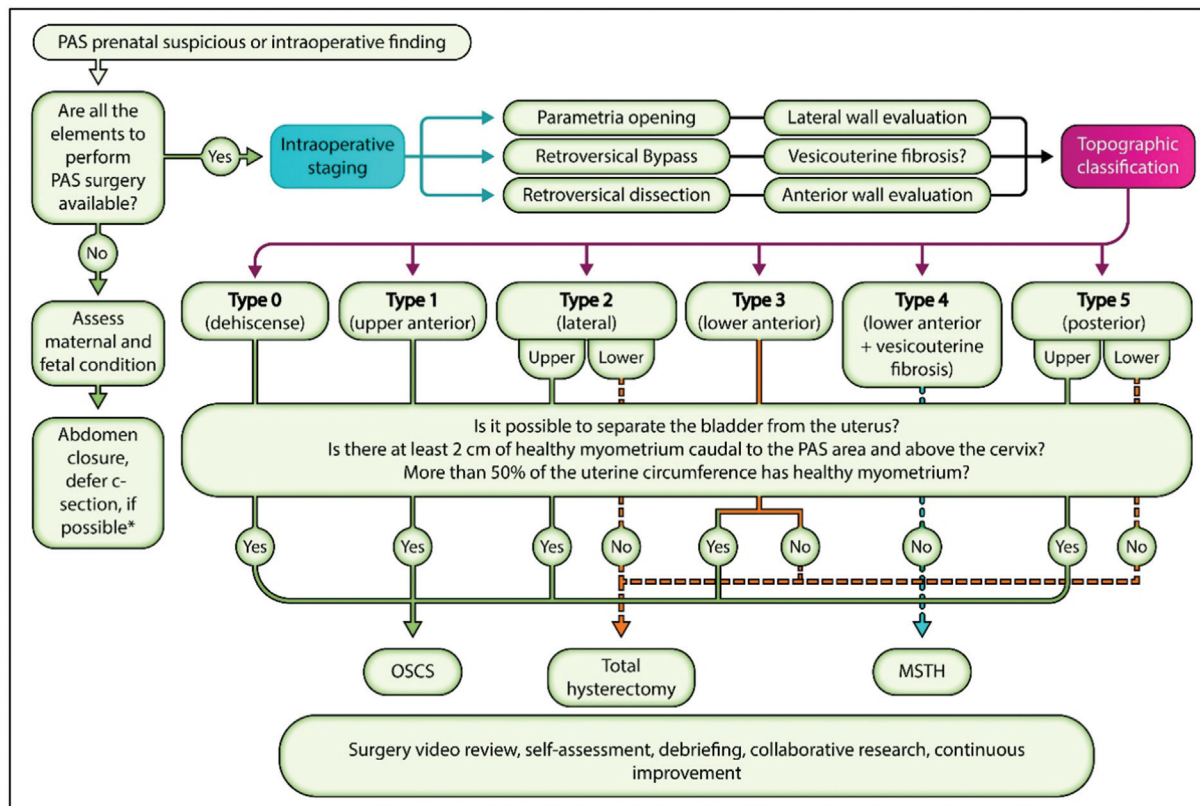 PAS prenatal suspicious or intraoperative finding
Are all the
elements to
perform
PAS surgery
available?
Yes
Intraoperative
staging
Parametria opening
Lateral wall evaluation
Retroversical Bypass
Vesicouterine fibrosis?
Retroversical dissection
Anterior wall evaluation
Topographic
classification
No
Assess
maternal and
fetal condition
Abdomen
closure,
defer c-
section, if
possible*
Type 0
(dehiscense)
Type 1
(upper anterior)
Type 2
(lateral)
Upper
Lower
Type 3
(lower anterior)
Type 4
(lower anterior
+ vesicouterine
fibrosis)
Type 5
(posterior)
Upper
Lower
Is it possible to separate the bladder from the uterus?
Is there at least 2 cm of healthy myometrium caudal to the PAS area and above the cervix?
More than 50% of the uterine circumference has healthy myometrium?
Yes
Yes
Yes
No
Yes
No
No
Yes
No
OSCS
Total
hysterectomy
MSTH
Surgery video review, self-assessment, debriefing, collaborative research, continuous
improvement